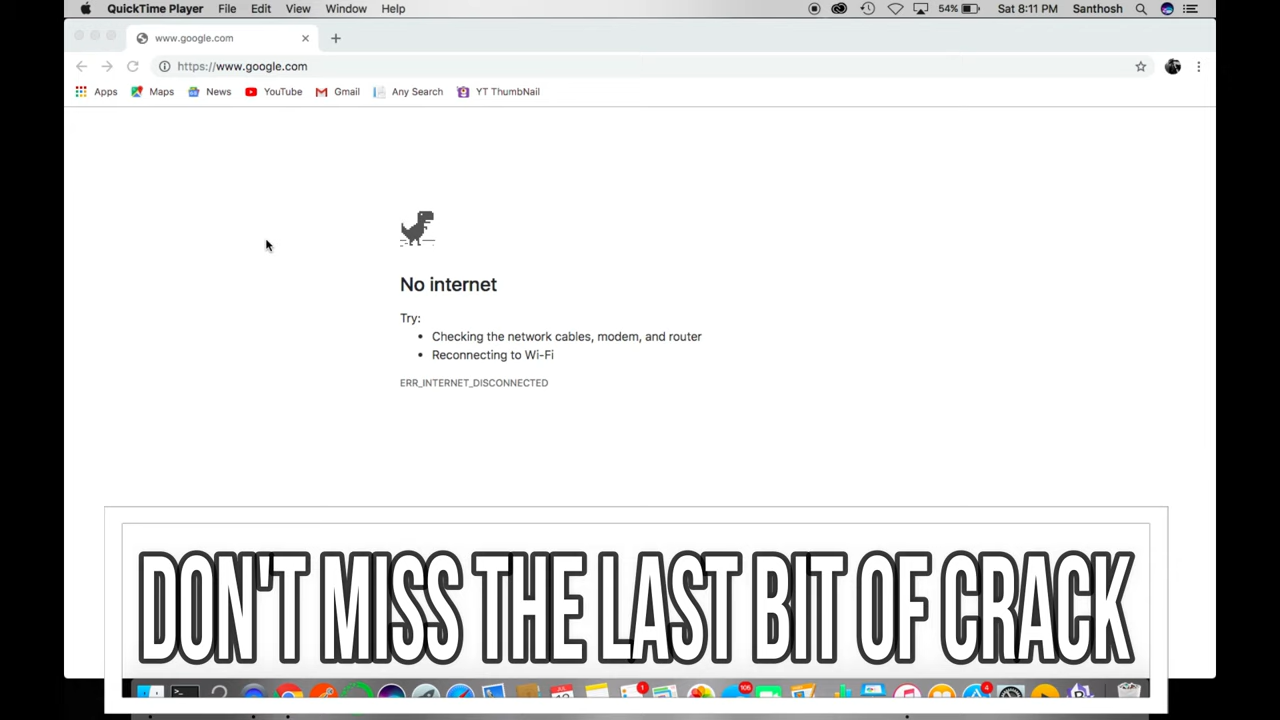 QuickTime Player File Edit View Window Help 54% Sat 8:11 PM Santhosh
www.google.com
https://www.google.com
Apps Maps News YouTube Gmail Any Search YT ThumbNail
No internet
Try:
• Checking the network cables, modem, and router
• Reconnecting to Wi-Fi
ERR_INTERNET_DISCONNECTED
DON'T MISS THE LAST BIT OF CRACK